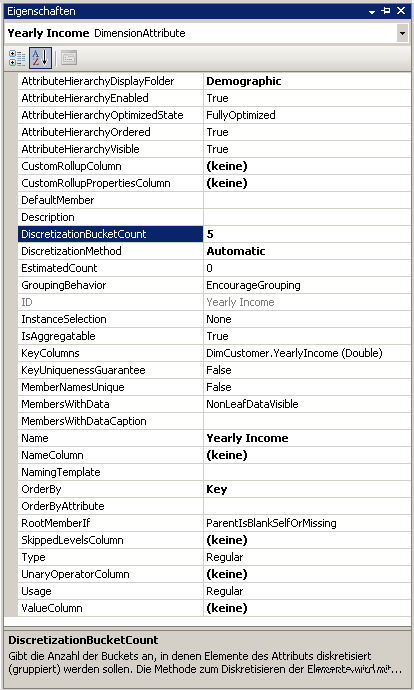 Eigenschaften
Yearly Income DimensionAttribute
AttributeHierarchyDisplayFolder Demographic
AttributeHierarchyEnabled True
AttributeHierarchyOptimizedState FullyOptimized
AttributeHierarchyOrdered True
AttributeHierarchyVisible True
CustomRollupColumn (keine)
CustomRollupPropertiesColumn (keine)
DefaultMember
Description
DiscretizationBucketCount 5
DiscretizationMethod Automatic
EstimatedCount 0
GroupingBehavior EncourageGrouping
ID Yearly Income
InstanceSelection None
IsAggregatable True
KeyColumns DimCustomer.YearlyIncome (Double)
KeyUniquenessGuarantee False
MemberNamesUnique False
MembersWithData NonLeafDataVisible
MembersWithDataCaption
Name Yearly Income
NameColumn (keine)
NamingTemplate
OrderBy Key
OrderByAttribute
RootMemberIf ParentIsBlankSelfOrMissing
SkippedLevelsColumn (keine)
Type Regular
UnaryOperatorColumn (keine)
Usage Regular
ValueColumn (keine)
DiscretizationBucketCount
Gibt die Anzahl der Buckets an, in denen Elemente des Attributs diskretisiert
(gruppiert) werden sollen. Die Methode zum Diskretisieren der Elemente wird mit...